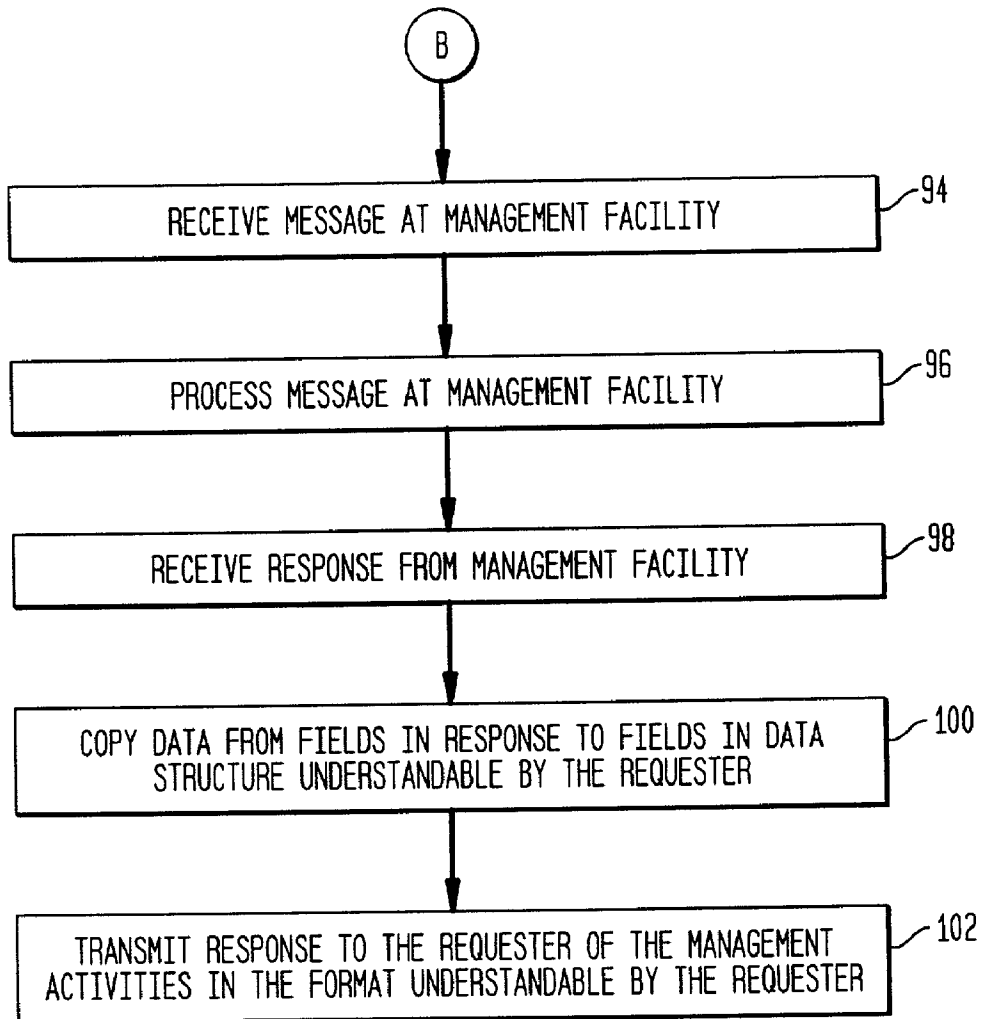 B
RECEIVE MESSAGE AT MANAGEMENT FACILITY
94
PROCESS MESSAGE AT MANAGEMENT FACILITY
96
RECEIVE RESPONSE FROM MANAGEMENT FACILITY
98
COPY DATA FROM FIELDS IN RESPONSE TO FIELDS IN DATA
STRUCTURE UNDERSTANDABLE BY THE REQUESTER
100
TRANSMIT RESPONSE TO THE REQUESTER OF THE MANAGEMENT
ACTIVITIES IN THE FORMAT UNDERSTANDABLE BY THE REQUESTER
102